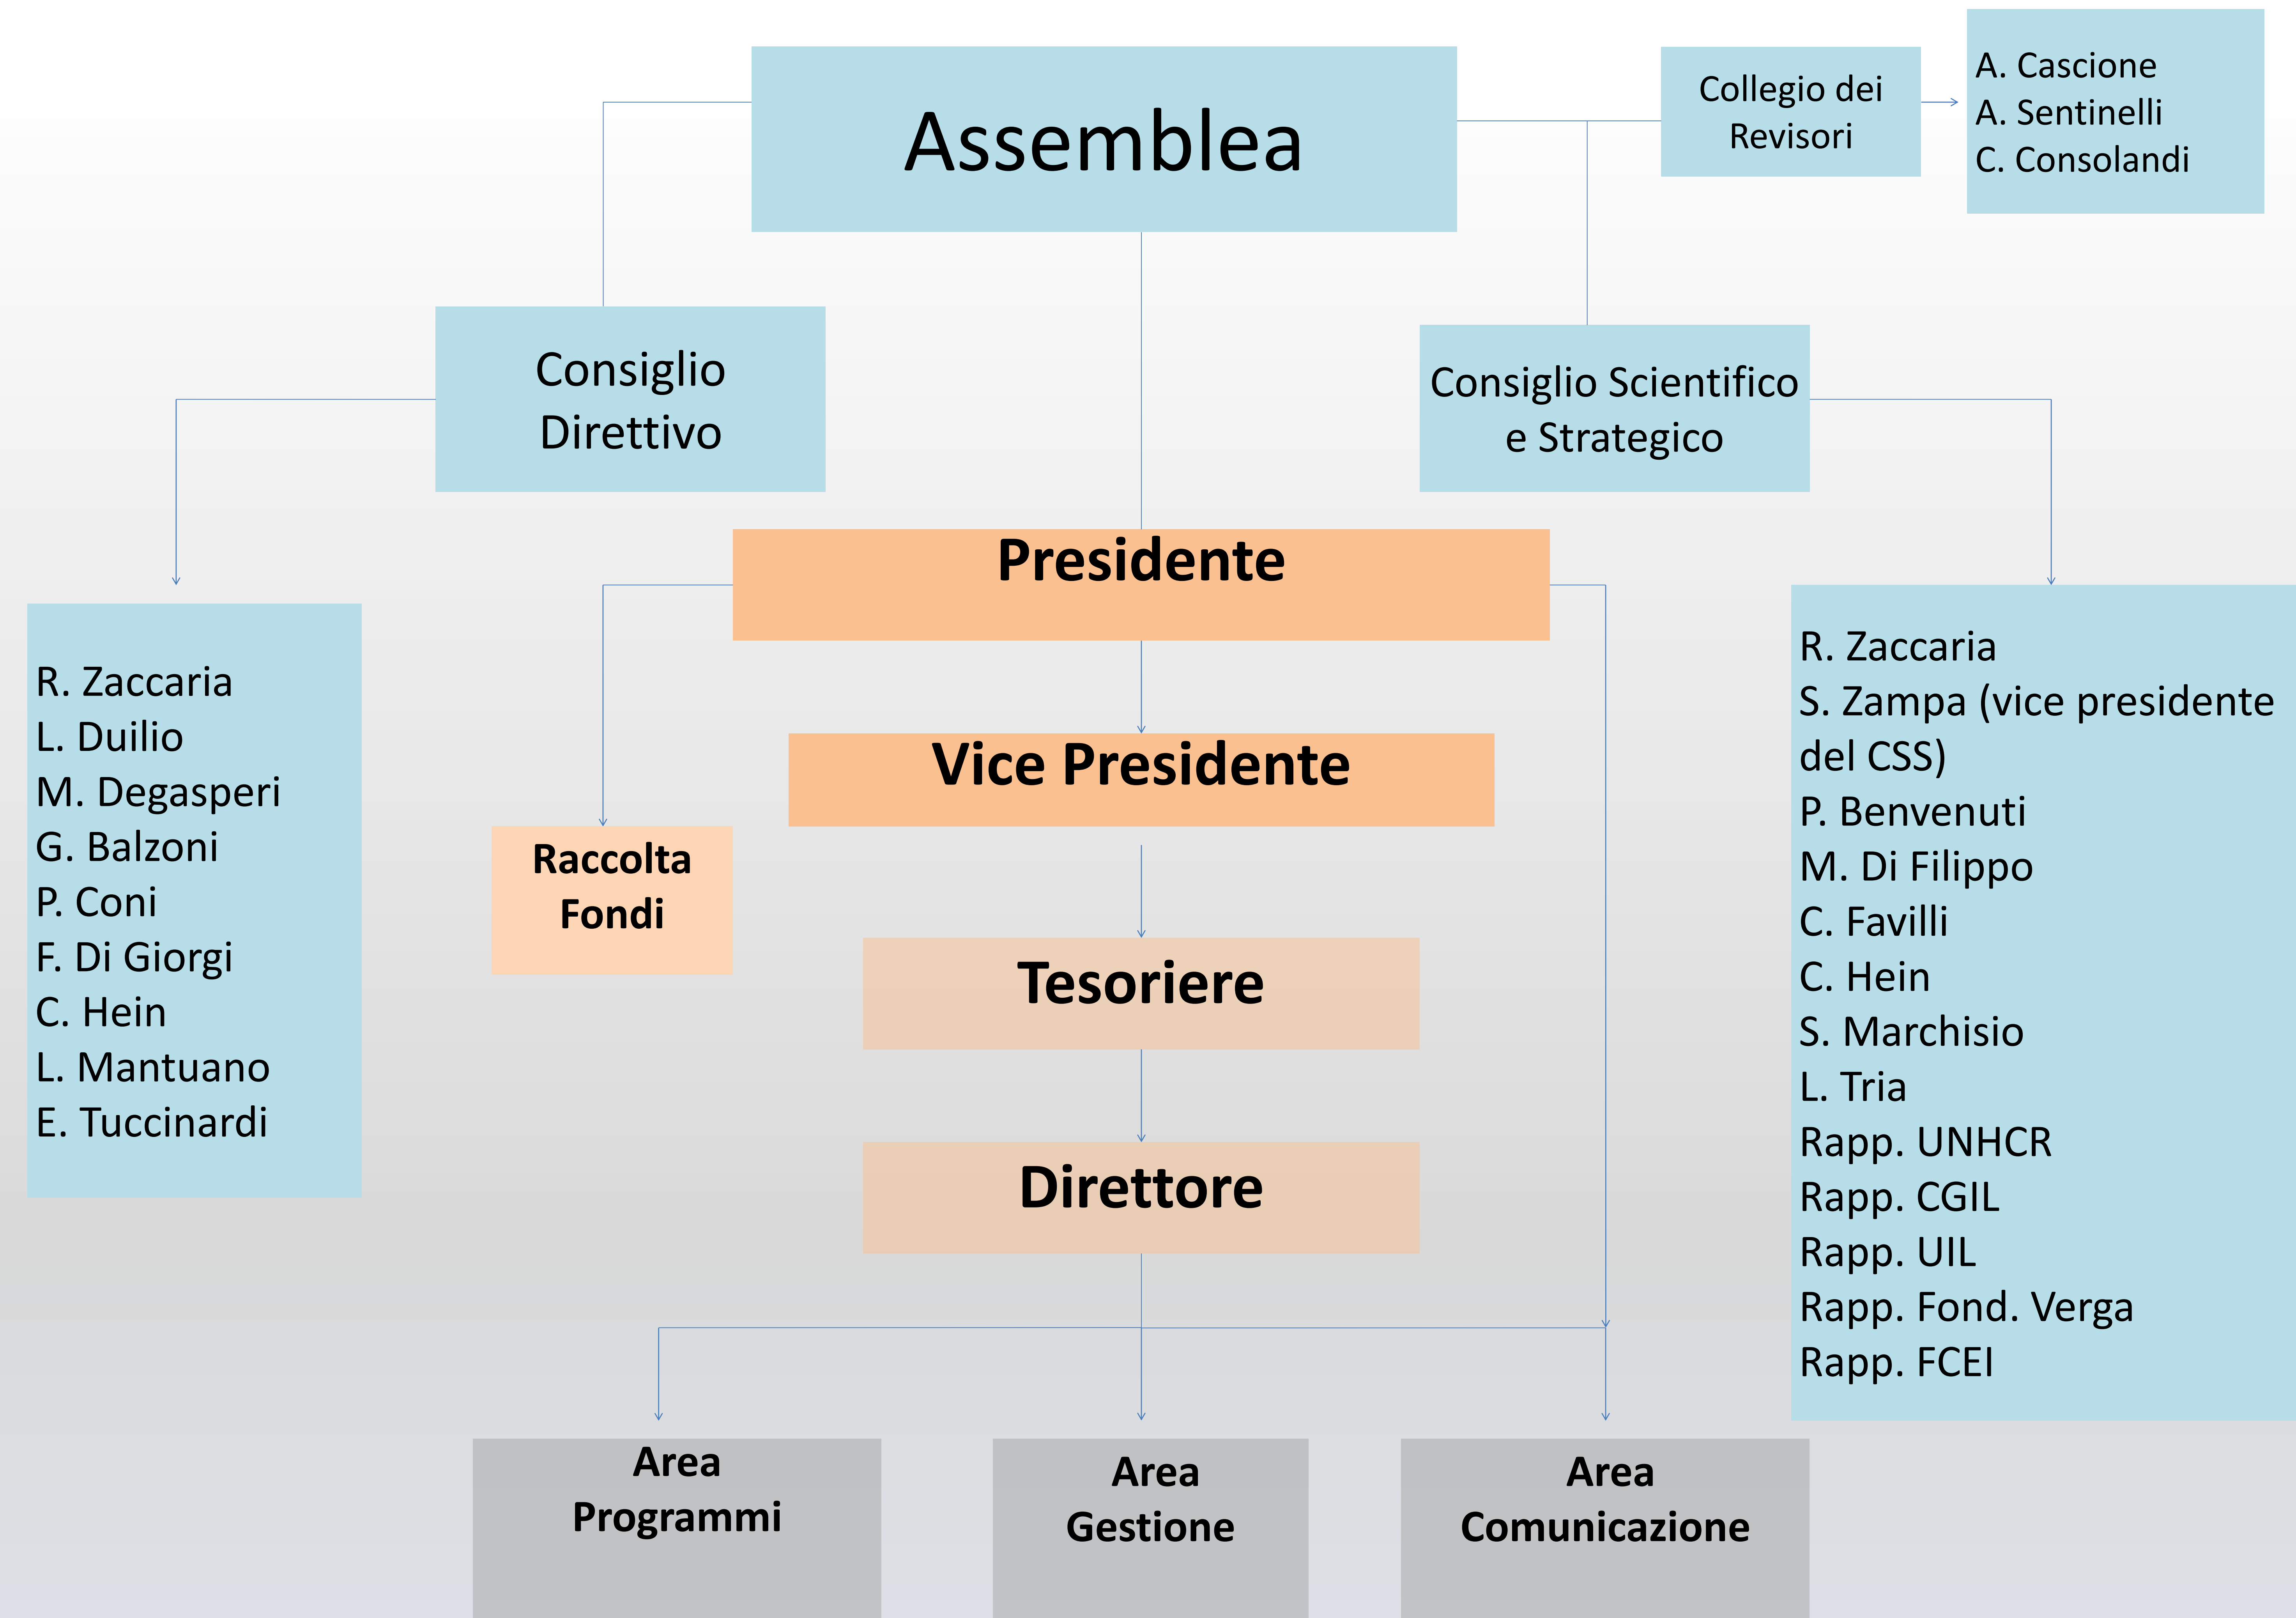 Assemblea
Collegio dei
Revisori
A. Cascione
A. Sentinelli
C. Consolandi
Consiglio
Direttivo
Consiglio Scientifico
e Strategico
Presidente
Vice Presidente
Raccolta
Fondi
Tesoriere
Direttore
R. Zaccaria
L. Duilio
M. Degasperi
G. Balzoni
P. Coni
F. Di Giorgi
C. Hein
L. Mantuano
E. Tuccinardi
R. Zaccaria
S. Zampa (vice presidente
del CSS)
P. Benvenuti
M. Di Filippo
C. Favilli
C. Hein
S. Marchisio
L. Tria
Rapp. UNHCR
Rapp. CGIL
Rapp. UIL
Rapp. Fond. Verga
Rapp. FCEI
Area
Programmi
Area
Gestione
Area
Comunicazione